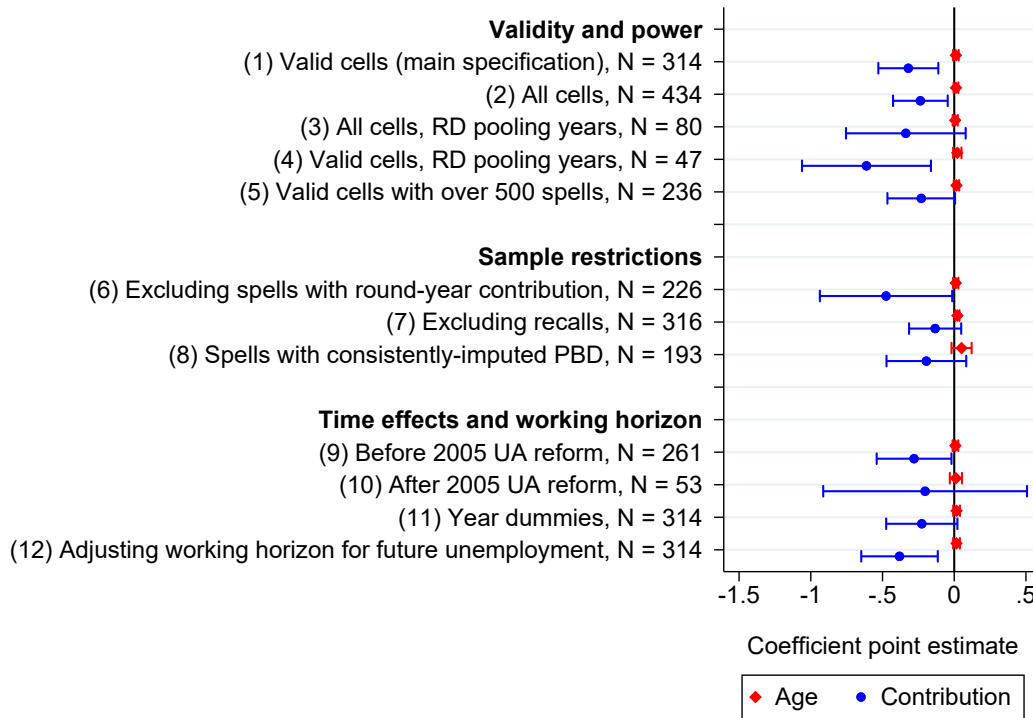 Validity and power
(1) Valid cells (main specification), N = 314
(2) All cells, N = 434
(3) All cells, RD pooling years, N = 80
(4) Valid cells, RD pooling years, N = 47
(5) Valid cells with over 500 spells, N = 236
Sample restrictions
(6) Excluding spells with round-year contribution, N = 226
(7) Excluding recalls, N = 316
(8) Spells with consistently-imputed PBD, N = 193
Time effects and working horizon
(9) Before 2005 UA reform, N = 261
(10) After 2005 UA reform, N = 53
(11) Year dummies, N = 314
(12) Adjusting working horizon for future unemployment, N = 314
-1.5 -1 -.5 0 .5
Coefficient point estimate
Age Contribution